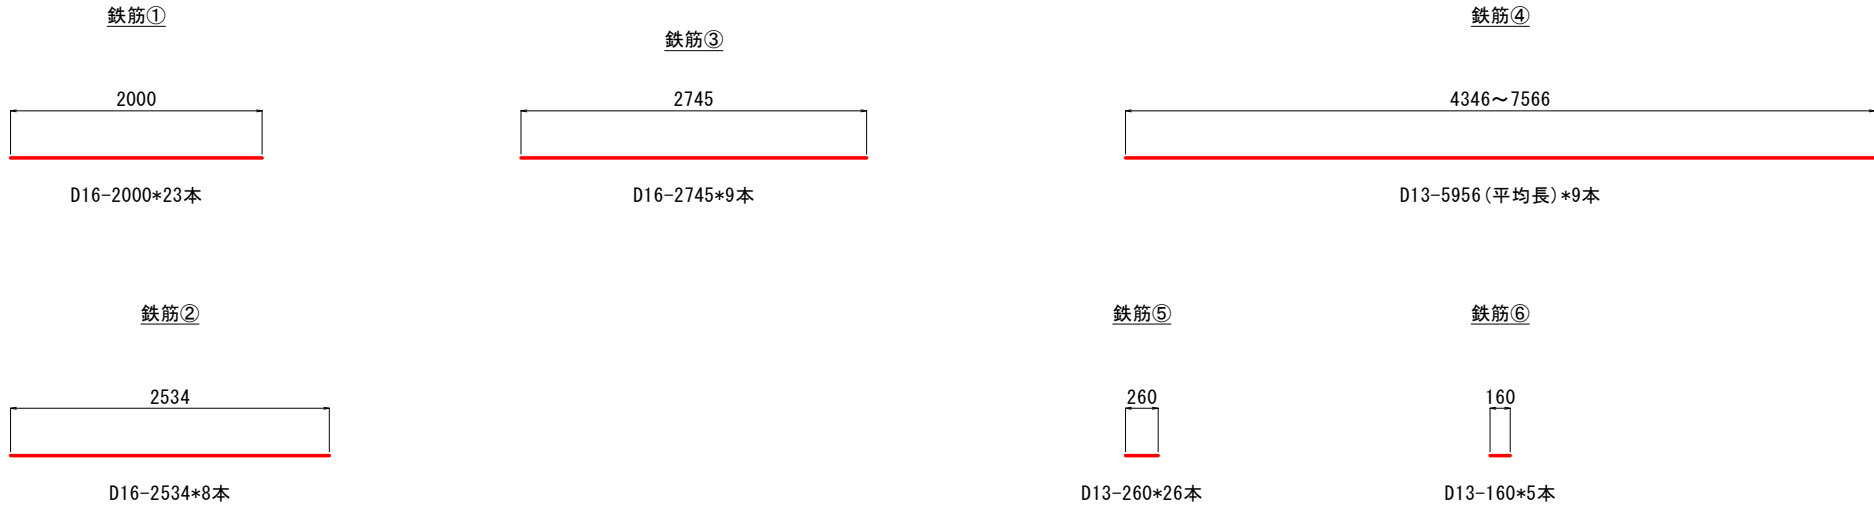 鉄筋①
2000
D16-2000*23本
鉄筋③
2745
D16-2745*9本
鉄筋④
4346～7566
D13-5956(平均長)*9本
鉄筋②
2534
D16-2534*8本
鉄筋⑤
260
D13-260*26本
鉄筋⑥
160
D13-160*5本